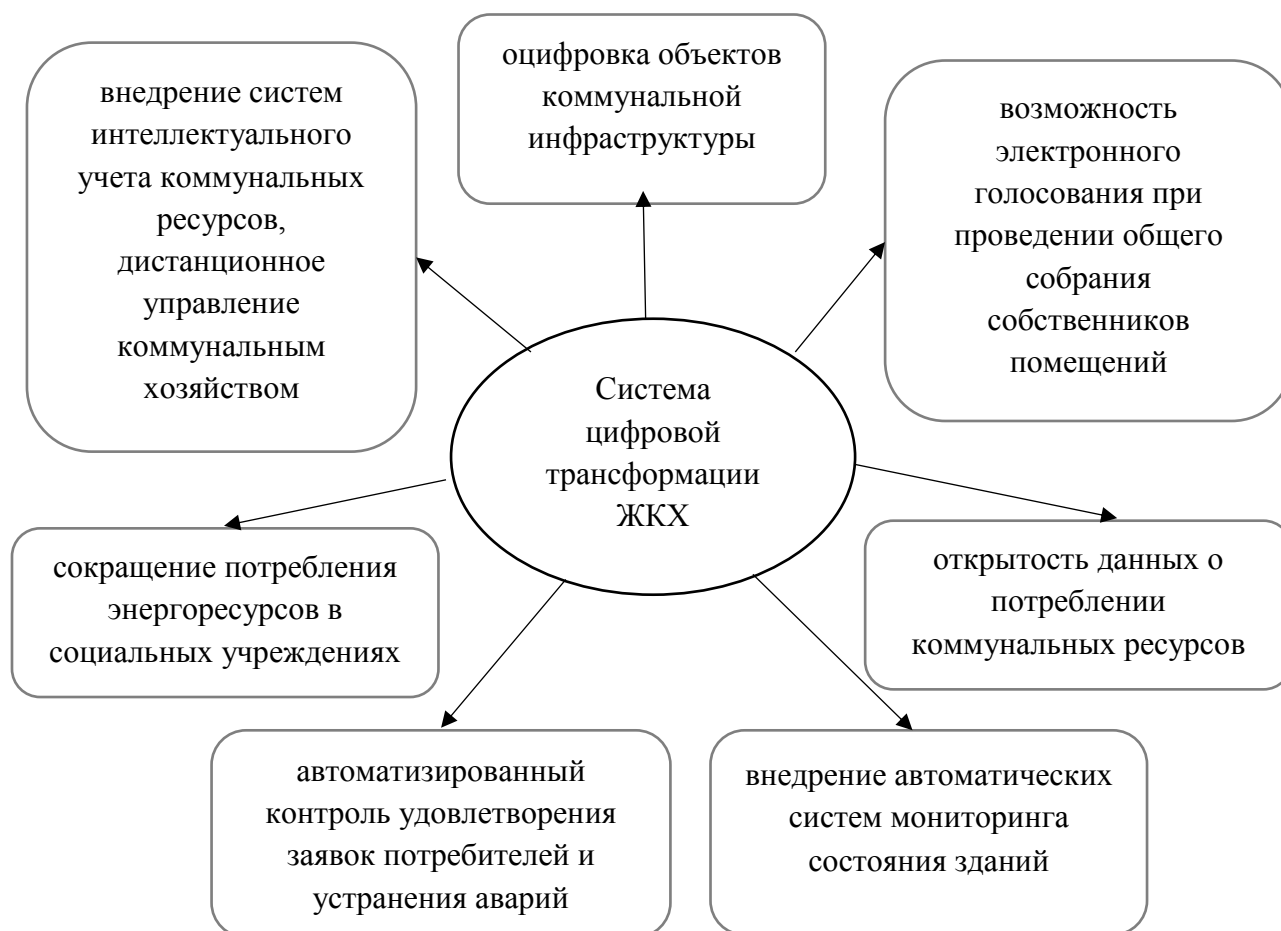 внедрение систем
интеллектуального
учета коммунальных
ресурсов,
дистанционное
управление
коммунальным
хозяйством
оцифровка объектов
коммунальной
инфраструктуры
возможность
электронного
голосования при
проведении общего
собрания
собственников
помещений
Система
цифровой
трансформации
ЖКХ
сокращение потребления
энергоресурсов в
социальных учреждениях
открытость данных о
потреблении
коммунальных ресурсов
автоматизированный
контроль удовлетворения
заявок потребителей и
устранения аварий
внедрение автоматических
систем мониторинга
состояния зданий